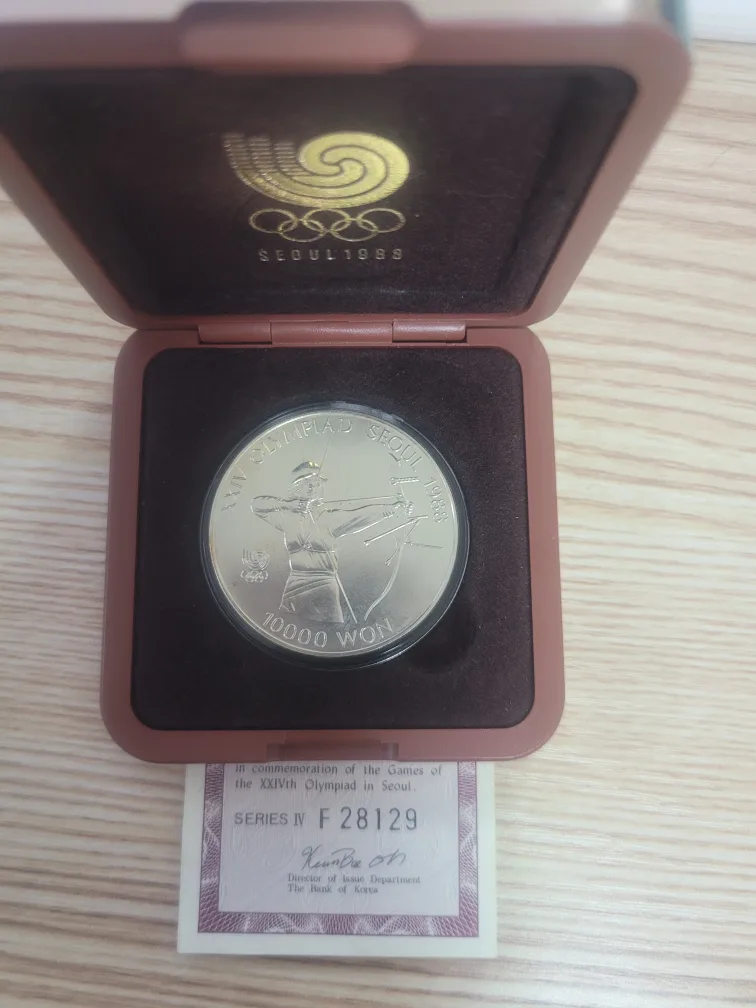 SEOUL 1988
XXIV OLYMPIAD SEOUL 1988
10000 WON
in commemoration of the Games of
the XXIVth Olympiad in Seoul.
SERIES IV F 28129
Director of Issue Department
The Bank of Korea